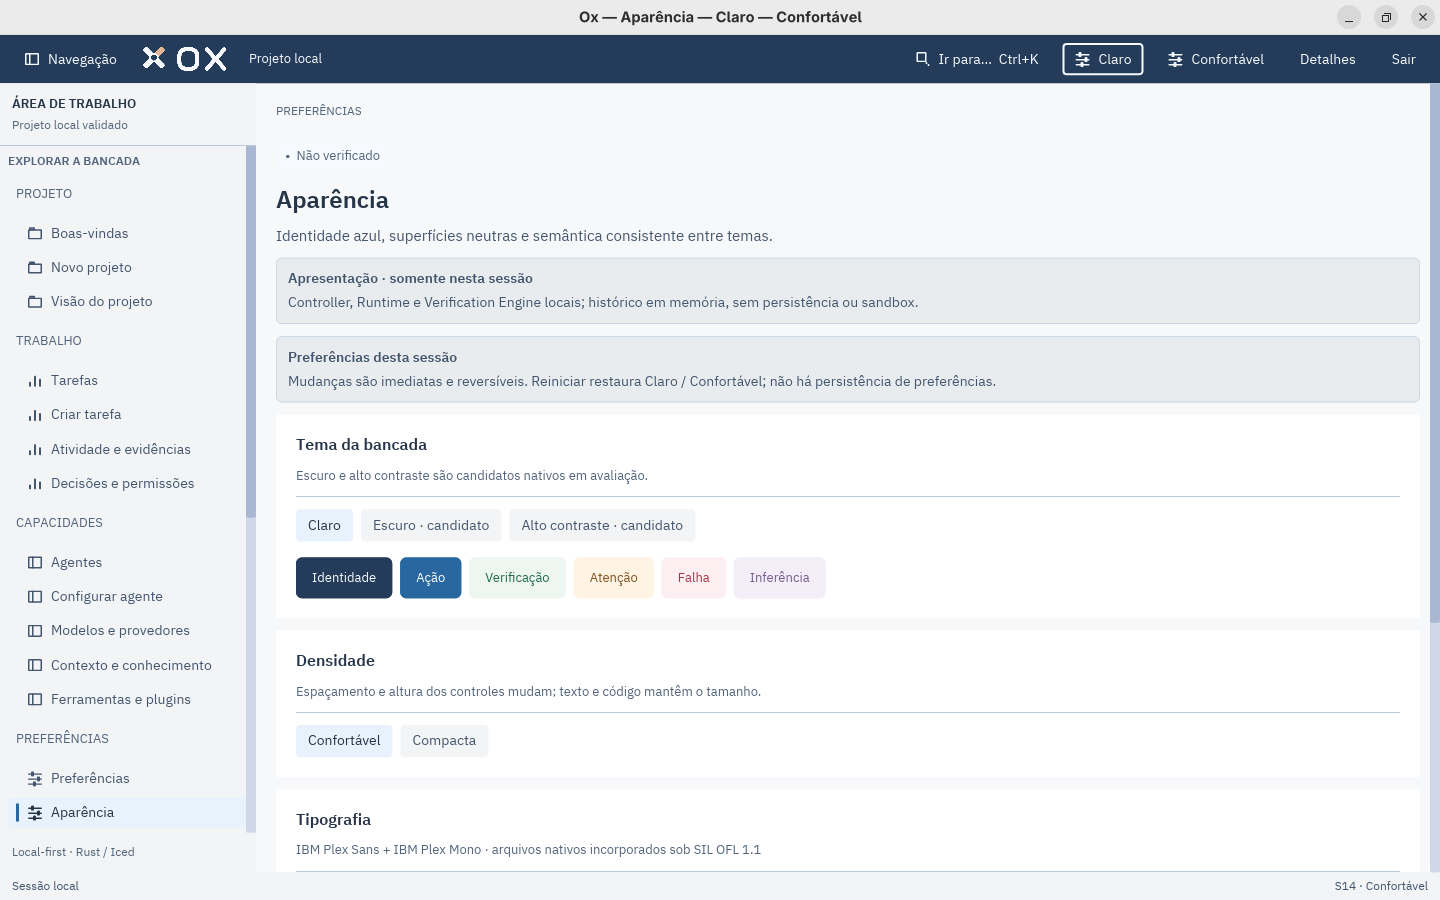 Ox — Aparência — Claro — Confortável
Navegação
OX
Projeto local
Ir para... Ctrl+K
Claro
Confortável
Detalhes
Sair
ÁREA DE TRABALHO
Projeto local validado
EXPLORAR A BANCADA
PROJETO
Boas-vindas
Novo projeto
Visão do projeto
TRABALHO
Tarefas
Criar tarefa
Atividade e evidências
Decisões e permissões
CAPACIDADES
Agentes
Configurar agente
Modelos e provedores
Contexto e conhecimento
Ferramentas e plugins
PREFERÊNCIAS
Preferências
Aparência
Local-first · Rust / Iced
PREFERÊNCIAS
• Não verificado
Aparência
Identidade azul, superfícies neutras e semântica consistente entre temas.
Apresentação · somente nesta sessão
Controller, Runtime e Verification Engine locais; histórico em memória, sem persistência ou sandbox.
Preferências desta sessão
Mudanças são imediatas e reversíveis. Reiniciar restaura Claro / Confortável; não há persistência de preferências.
Tema da bancada
Escuro e alto contraste são candidatos nativos em avaliação.
Claro
Escuro · candidato
Alto contraste · candidato
Identidade
Ação
Verificação
Atenção
Falha
Inferência
Densidade
Espaçamento e altura dos controles mudam; texto e código mantêm o tamanho.
Confortável
Compacta
Tipografia
IBM Plex Sans + IBM Plex Mono · arquivos nativos incorporados sob SIL OFL 1.1
Sessão local
S14 · Confortável